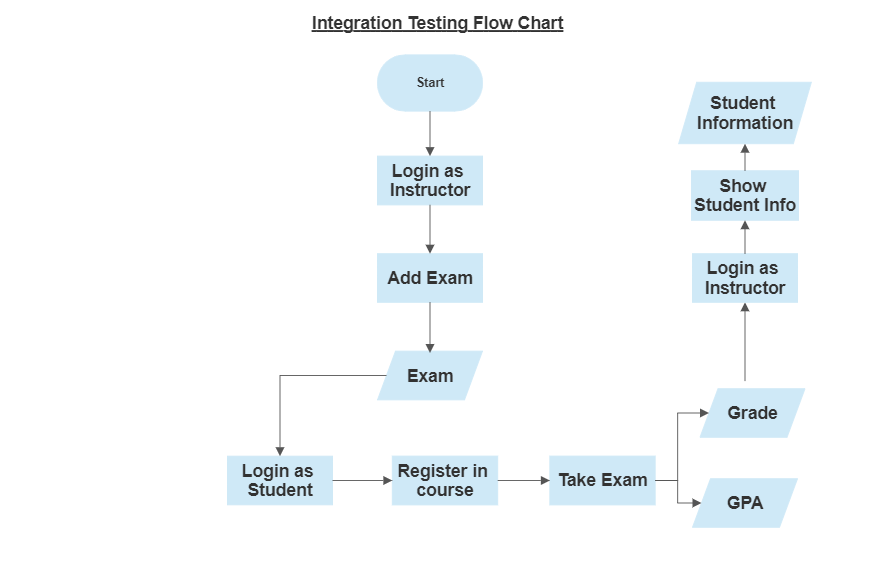 Integration Testing Flow Chart
Start
Login as
Instructor
Add Exam
Exam
Login as
Student
Register in
course
Take Exam
Grade
GPA
Login as
Instructor
Show
Student Info
Student
Information